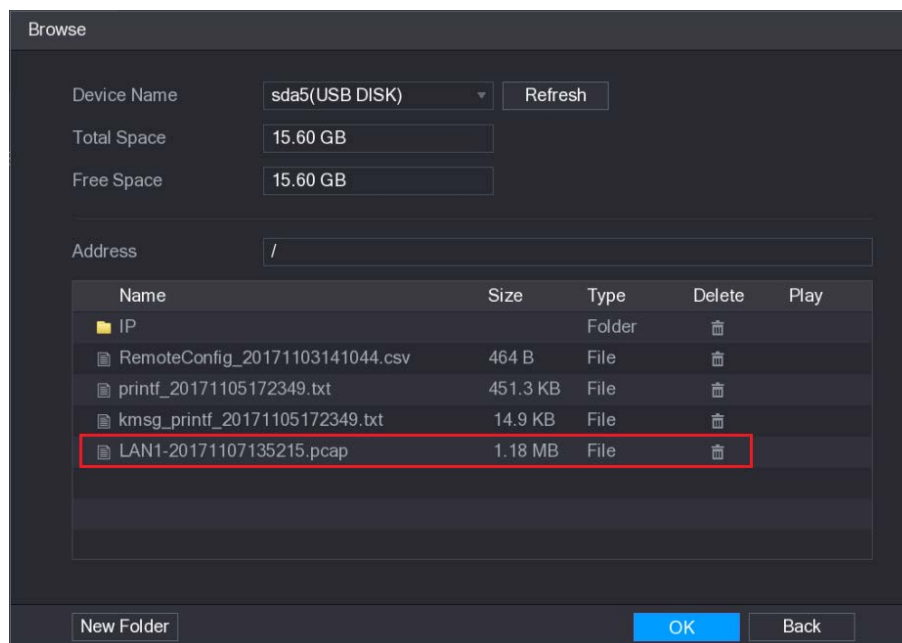 Browse
Device Name sda5(USB DISK) Refresh
Total Space 15.60 GB
Free Space 15.60 GB
Address /
Name Size Type Delete Play
IP Folder
RemoteConfig_20171103141044.csv 464 B File
printf_20171105172349.txt 451.3 KB File
kmsg_printf_20171105172349.txt 14.9 KB File
LAN1-20171107135215.pcap 1.18 MB File
New Folder OK Back